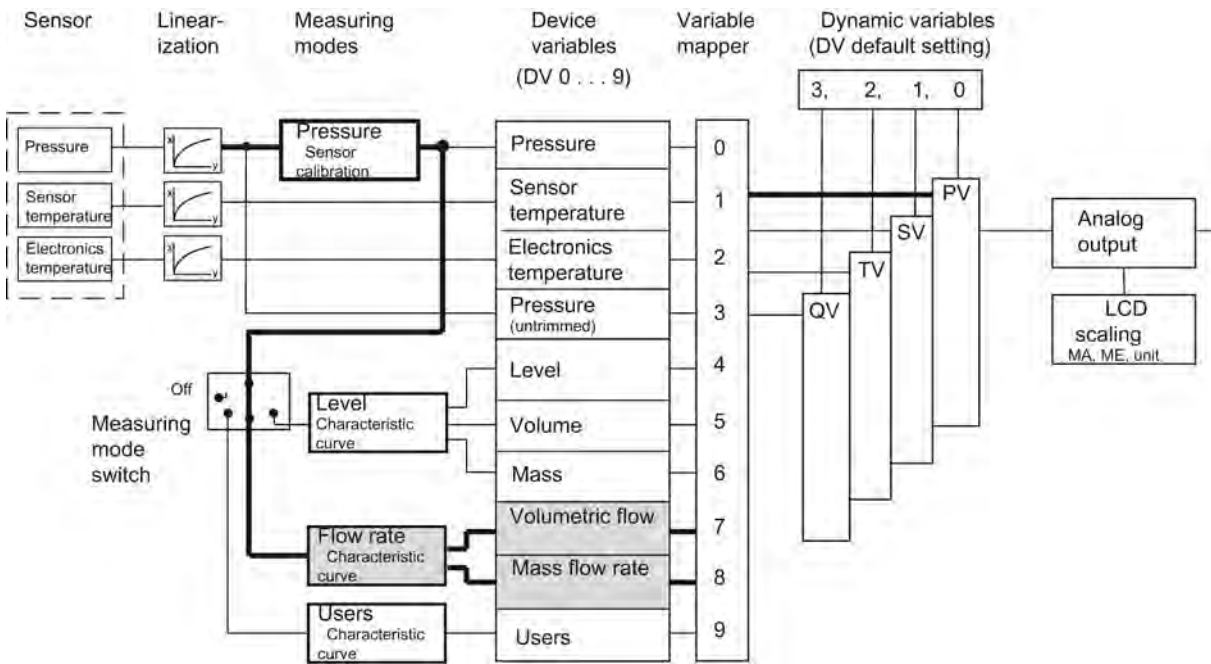 Sensor
Linear-
ization
Measuring
modes
Device
variables
(DV 0 . . . 9)
Variable
mapper
Dynamic variables
(DV default setting)
3, 2, 1, 0
Pressure
Sensor
temperature
Electronics
temperature
x
y
x
y
x
y
Pressure
Sensor
calibration
Pressure
Sensor
temperature
Electronics
temperature
Pressure
(untrimmed)
Level
Volume
Mass
Volumetric flow
Mass flow rate
Users
0
1
2
3
4
5
6
7
8
9
PV
SV
TV
QV
Analog
output
LCD
scaling
MA, ME, unit
Off
Measuring
mode
switch
Level
Characteristic
curve
Flow rate
Characteristic
curve
Users
Characteristic
curve